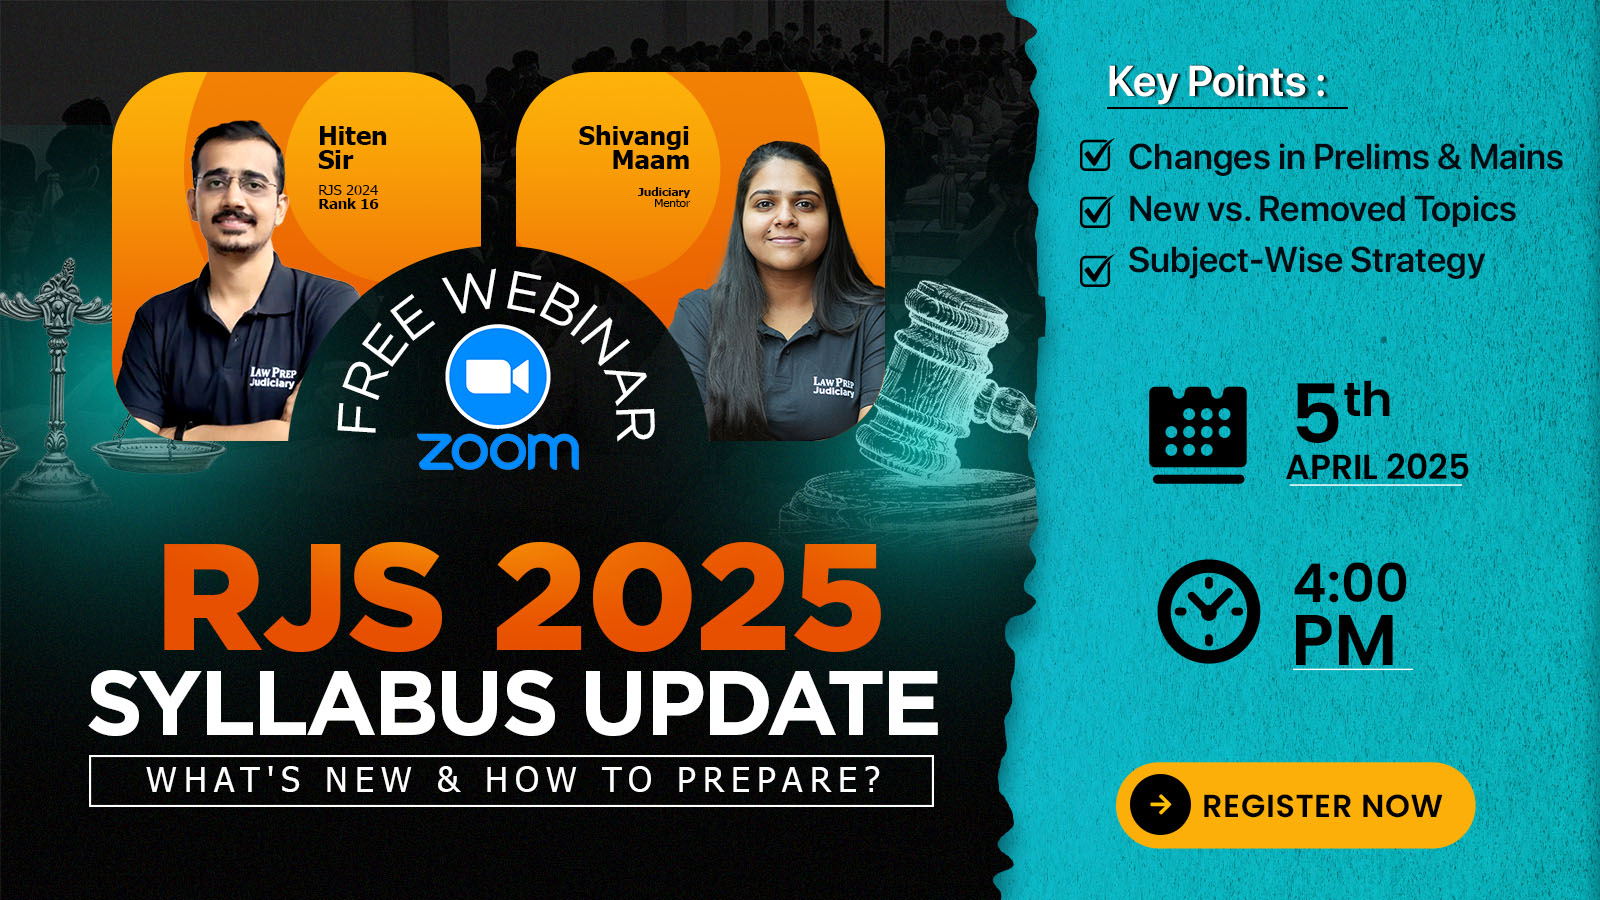 Hiten
Sir
RJS 2024
Rank 16
Shivangi
Maam
Judiciary
Mentor
LAW PREP
Judiciary
LAW PREP
Judiciary
FREE WEBINAR
zoom
RJS 2025
SYLLABUS UPDATE
WHAT'S NEW & HOW TO PREPARE?
Key Points :
Changes in Prelims & Mains
New vs. Removed Topics
Subject-Wise Strategy
5th
APRIL 2025
4:00
PM
REGISTER NOW